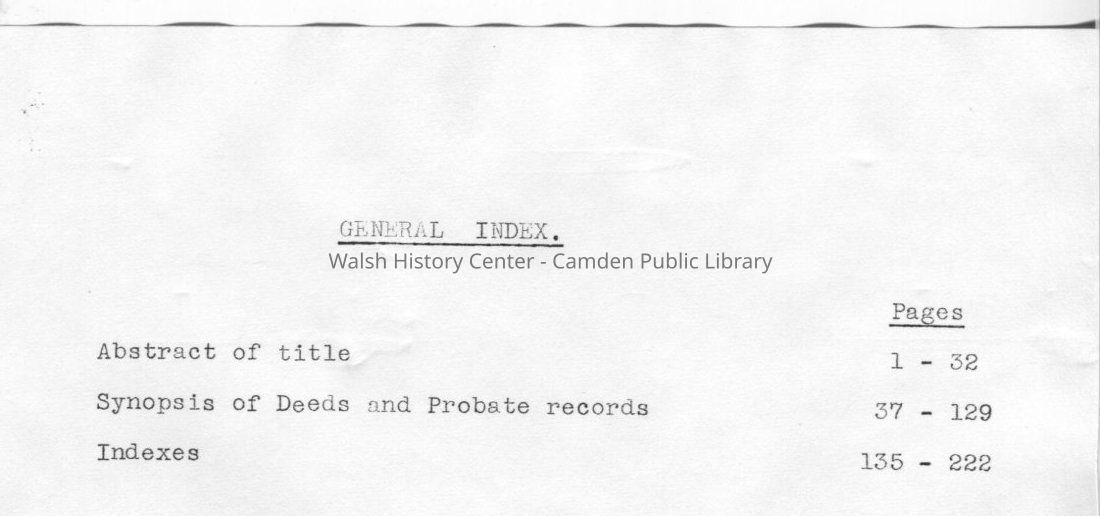 GENERAL INDEX.
Walsh History Center - Camden Public Library
Pages
Abstract of title 1 - 32
Synopsis of Deeds and Probate records 37 - 129
Indexes 135 - 222